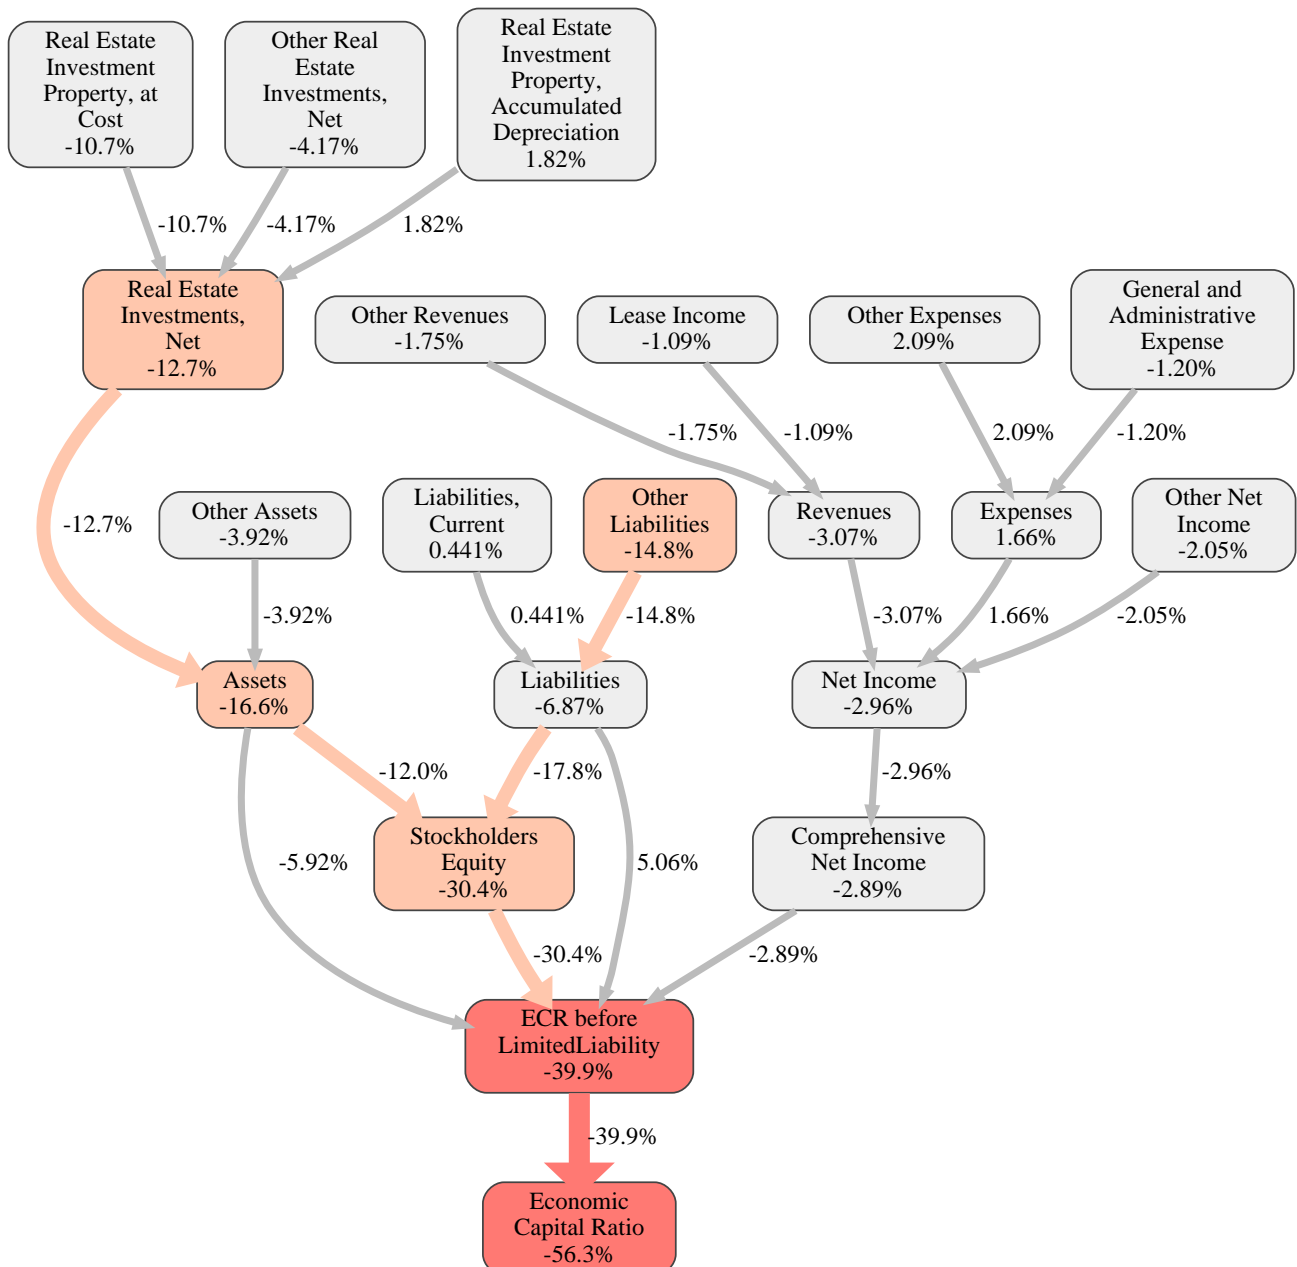 Real Estate
Investment
Property, at
Cost
-10.7%
Other Real
Estate
Investments,
Net
-4.17%
Real Estate
Investment
Property,
Accumulated
Depreciation
1.82%
-10.7%
-4.17%
1.82%
Real Estate
Investments,
Net
-12.7%
Other Revenues
-1.75%
Lease Income
-1.09%
Other Expenses
2.09%
General and
Administrative
Expense
-1.20%
-1.75%
-1.09%
2.09%
-1.20%
-12.7%
Other Assets
-3.92%
Liabilities,
Current
0.441%
Other
Liabilities
-14.8%
Revenues
-3.07%
Expenses
1.66%
Other Net
Income
-2.05%
-3.92%
0.441%
-14.8%
-3.07%
1.66%
-2.05%
Assets
-16.6%
Liabilities
-6.87%
Net Income
-2.96%
-12.0%
-17.8%
-2.96%
Stockholders
Equity
-30.4%
Comprehensive
Net Income
-2.89%
-5.92%
5.06%
-30.4%
-2.89%
ECR before
LimitedLiability
-39.9%
-39.9%
Economic
Capital Ratio
-56.3%